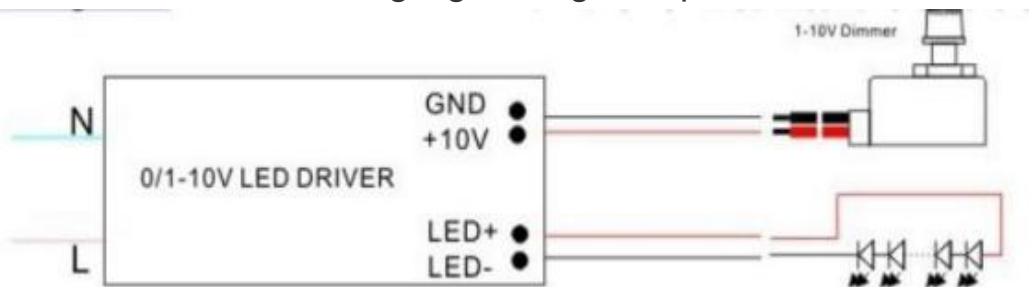 1-10V Dimmer
N
GND
+10V
0/1-10V LED DRIVER
LED+
LED-
L